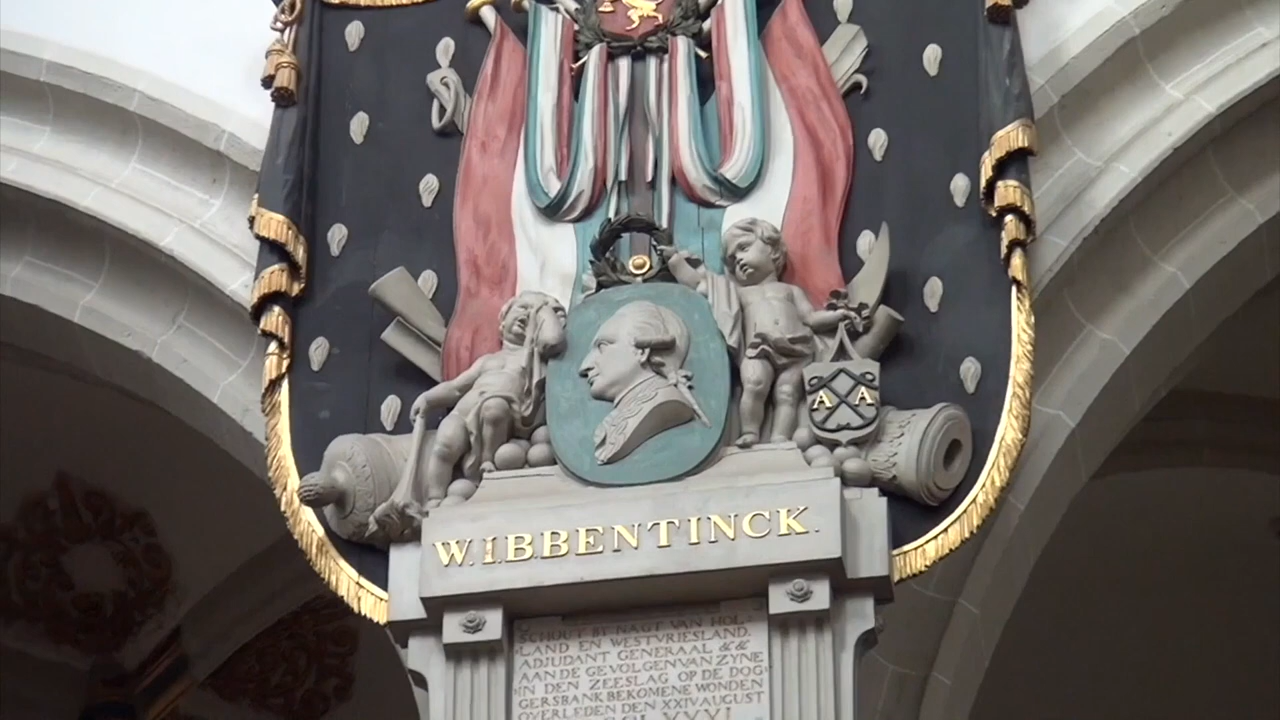 A A
W. I. B. BENTINCK.
SCHOUT BY NAGT VAN HOL-
LAND EN WESTVRIESLAND.
ADJUDANT GENERAAL && 
AAN DE GEVOLGEN VAN ZYNE
IN DEN ZEESLAG OP DE DOG
GERSBANK BEKOMENE WONDEN
OVERLEDEN DEN XXIV AUGUST